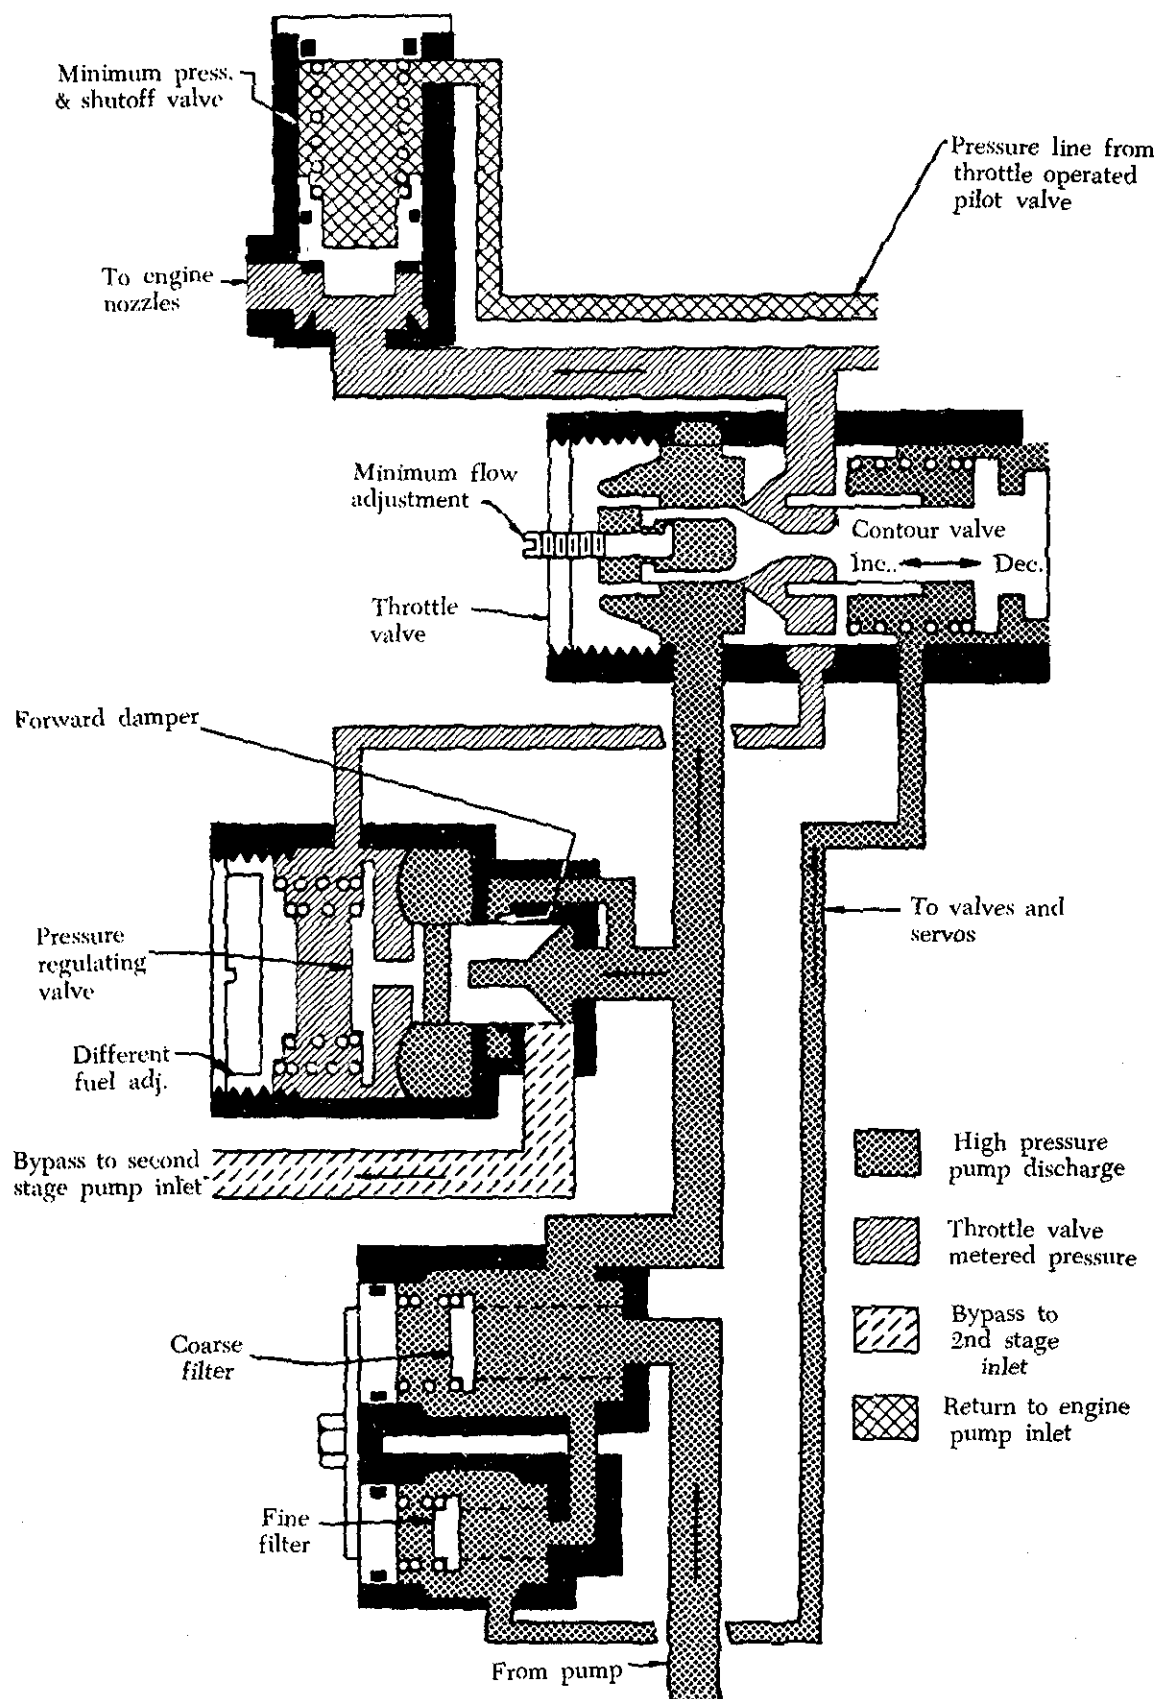 Minimum press.
& shutoff valve
Pressure line from
throttle operated
pilot valve
To engine
nozzles
Minimum flow
adjustment
Contour valve
Inc..
Dec.
Throttle
valve
Forward damper
To valves and
servos
Pressure
regulating
valve
Different
fuel adj.
High pressure
pump discharge
Bypass to second
stage pump inlet
Throttle valve
metered pressure
Bypass to
2nd stage
inlet
Coarse
filter
Return to engine
pump inlet
Fine
filter
From pump